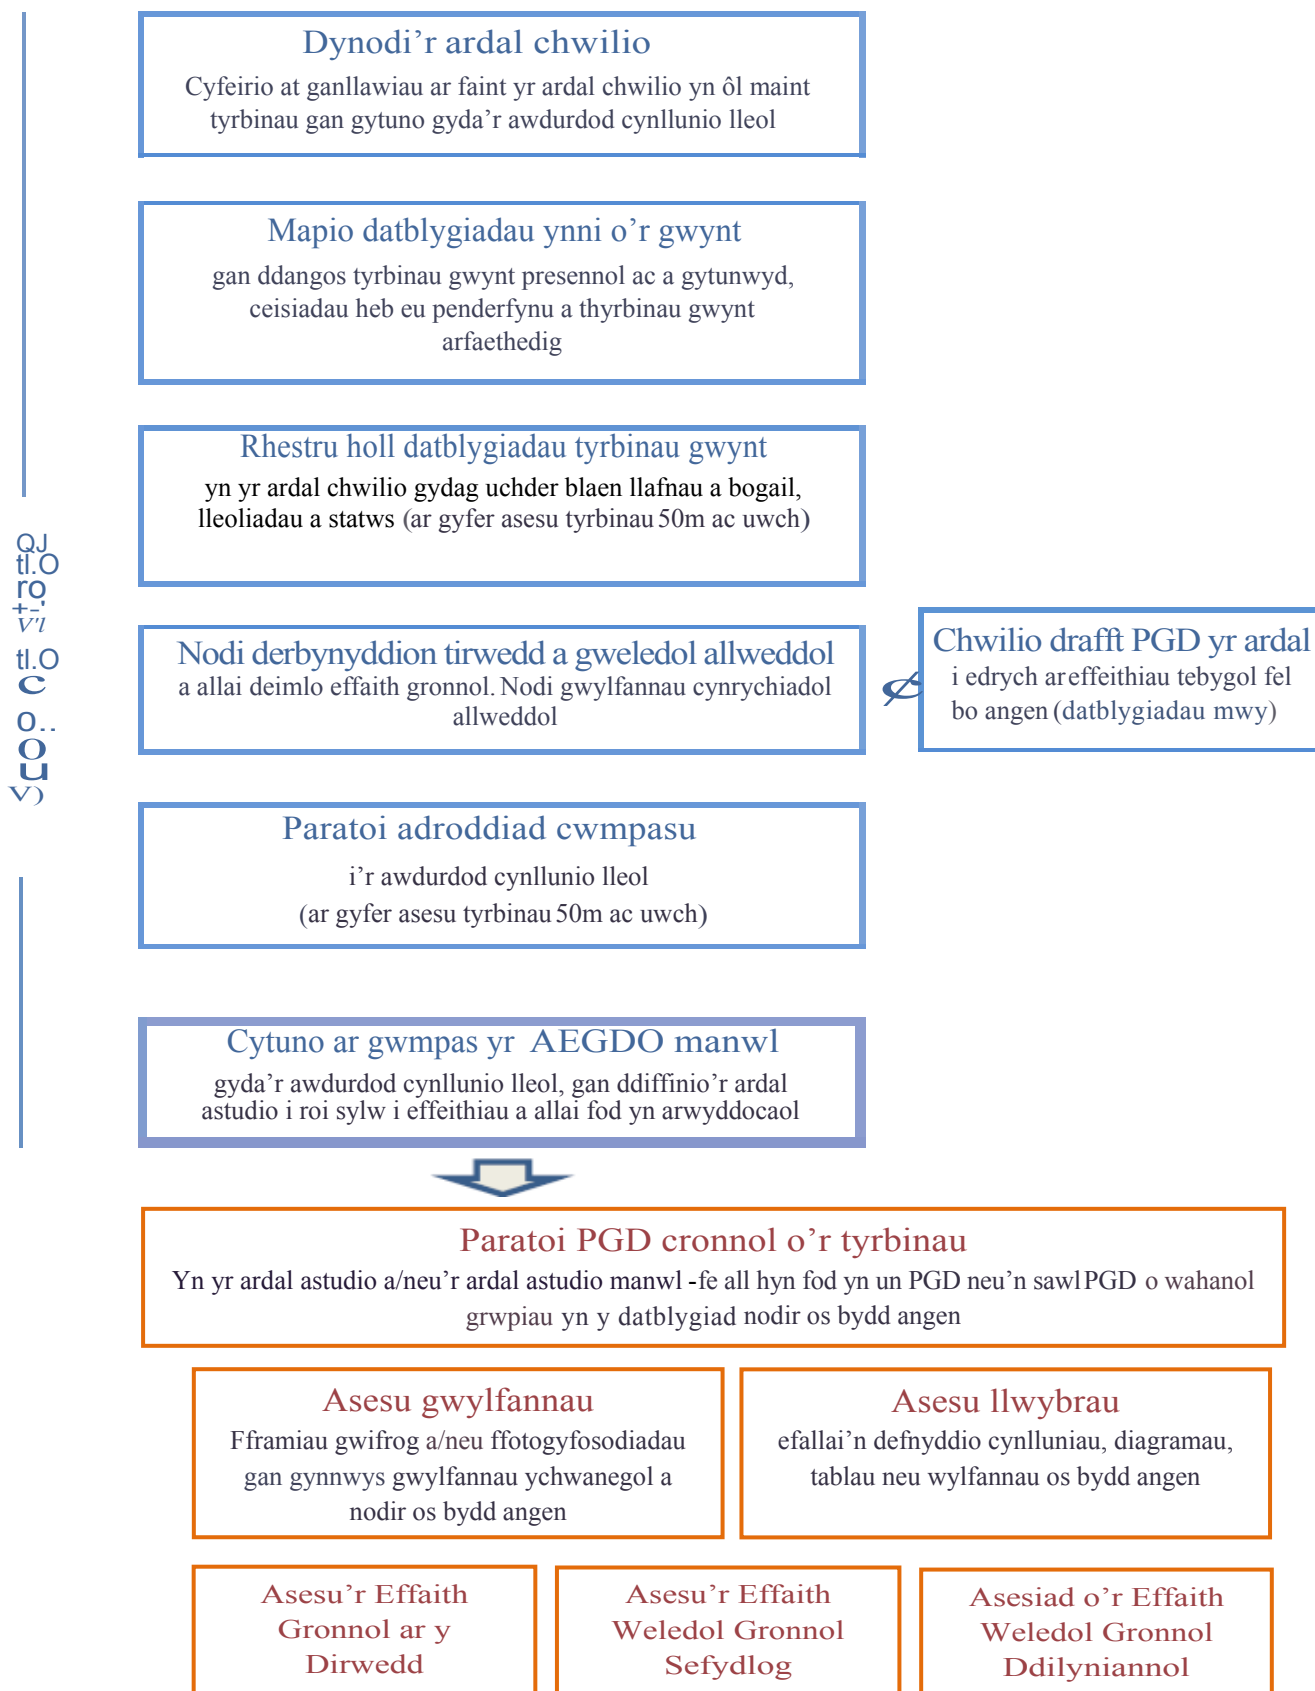 Dynodi’r ardal chwilio
Cyfeirio at ganllawiau ar faint yr ardal chwilio yn ôl maint
tyrbinau gan gytuno gyda’r awdurdod cynllunio lleol
Mapio datblygiadau ynni o’r gwynt
gan ddangos tyrbinau gwynt presennol ac a gytunwyd,
ceisiadau heb eu penderfynu a thyrbinau gwynt
arfaethedig
Rhestru holl datblygiadau tyrbinau gwynt
yn yr ardal chwilio gydag uchder blaen llafnau a bogail,
lleoliadau a statws (ar gyfer asesu tyrbinau 50m ac uwch)
Nodi derbynyddion tirwedd a gweledol allweddol
a allai deimlo effaith gronnol. Nodi gwylfannau cynrychiadol
allweddol
Chwilio drafft PGD yr ardal
i edrych areffeithiau tebygol fel
bo angen (datblygiadau mwy)
Paratoi adroddiad cwmpasu
i’r awdurdod cynllunio lleol
(ar gyfer asesu tyrbinau 50m ac uwch)
Cytuno ar gwmpas yr AEGDO manwl
gyda’r awdurdod cynllunio lleol, gan ddiffinio’r ardal
astudio i roi sylw i effeithiau a allai fod yn arwyddocaol
Paratoi PGD cronnol o’r tyrbinau
Yn yr ardal astudio a/neu’r ardal astudio manwl -fe all hyn fod yn un PGD neu’n sawl PGD o wahanol
grwpiau yn y datblygiad nodir os bydd angen
Asesu gwylfannau
Fframiau gwifrog a/neu ffotogyfosodiadau
gan gynnwys gwylfannau ychwanegol a
nodir os bydd angen
Asesu llwybrau
efallai’n defnyddio cynlluniau, diagramau,
tablau neu wylfannau os bydd angen
Asesu’r Effaith
Gronnol ar y
Dirwedd
Asesu’r Effaith
Weledol Gronnol
Sefydlog
Asesiad o’r Effaith
Weledol Gronnol
Ddilyniannol